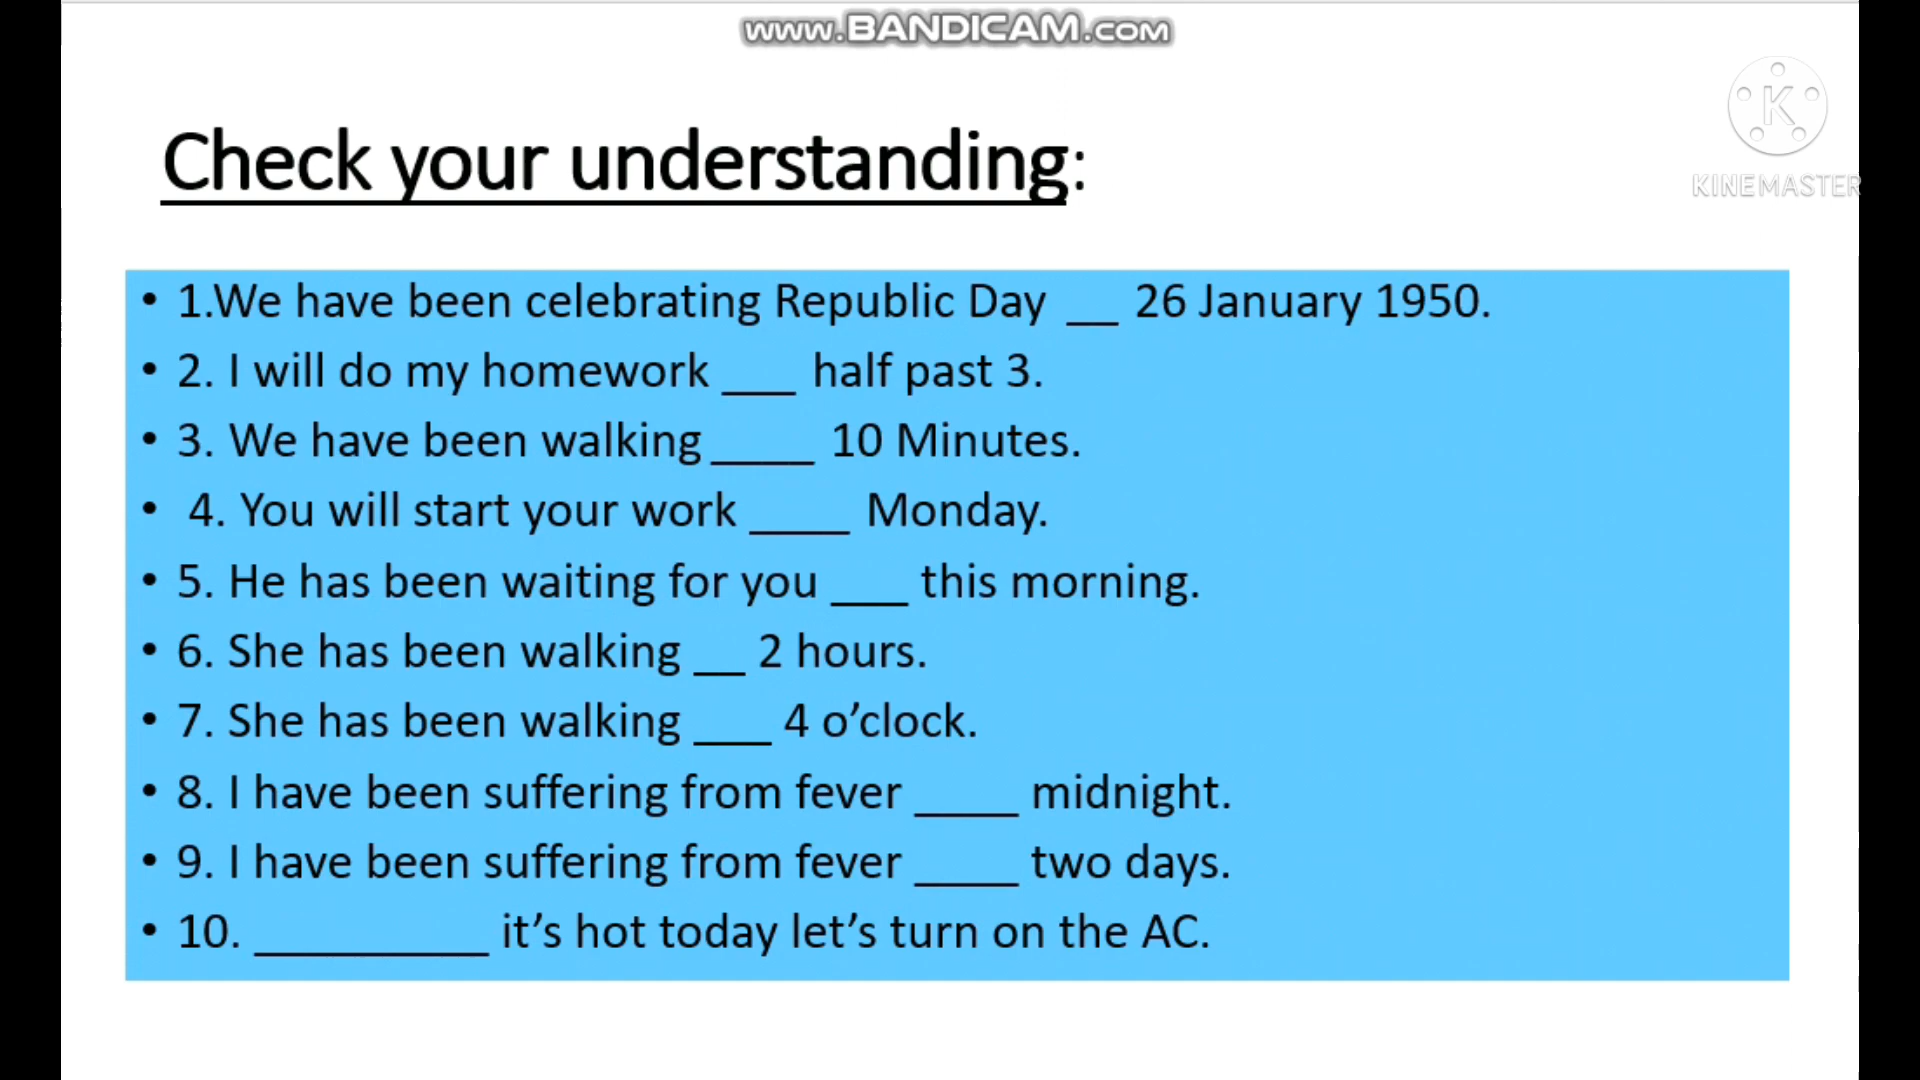 www.BANDICAM.com
K
KINEMASTER
Check your understanding:
• 1.We have been celebrating Republic Day __ 26 January 1950.
• 2. I will do my homework ___ half past 3.
• 3. We have been walking ____ 10 Minutes.
• 4. You will start your work ____ Monday.
• 5. He has been waiting for you ___ this morning.
• 6. She has been walking __ 2 hours.
• 7. She has been walking ___ 4 o’clock.
• 8. I have been suffering from fever ____ midnight.
• 9. I have been suffering from fever ____ two days.
• 10. _________ it’s hot today let’s turn on the AC.